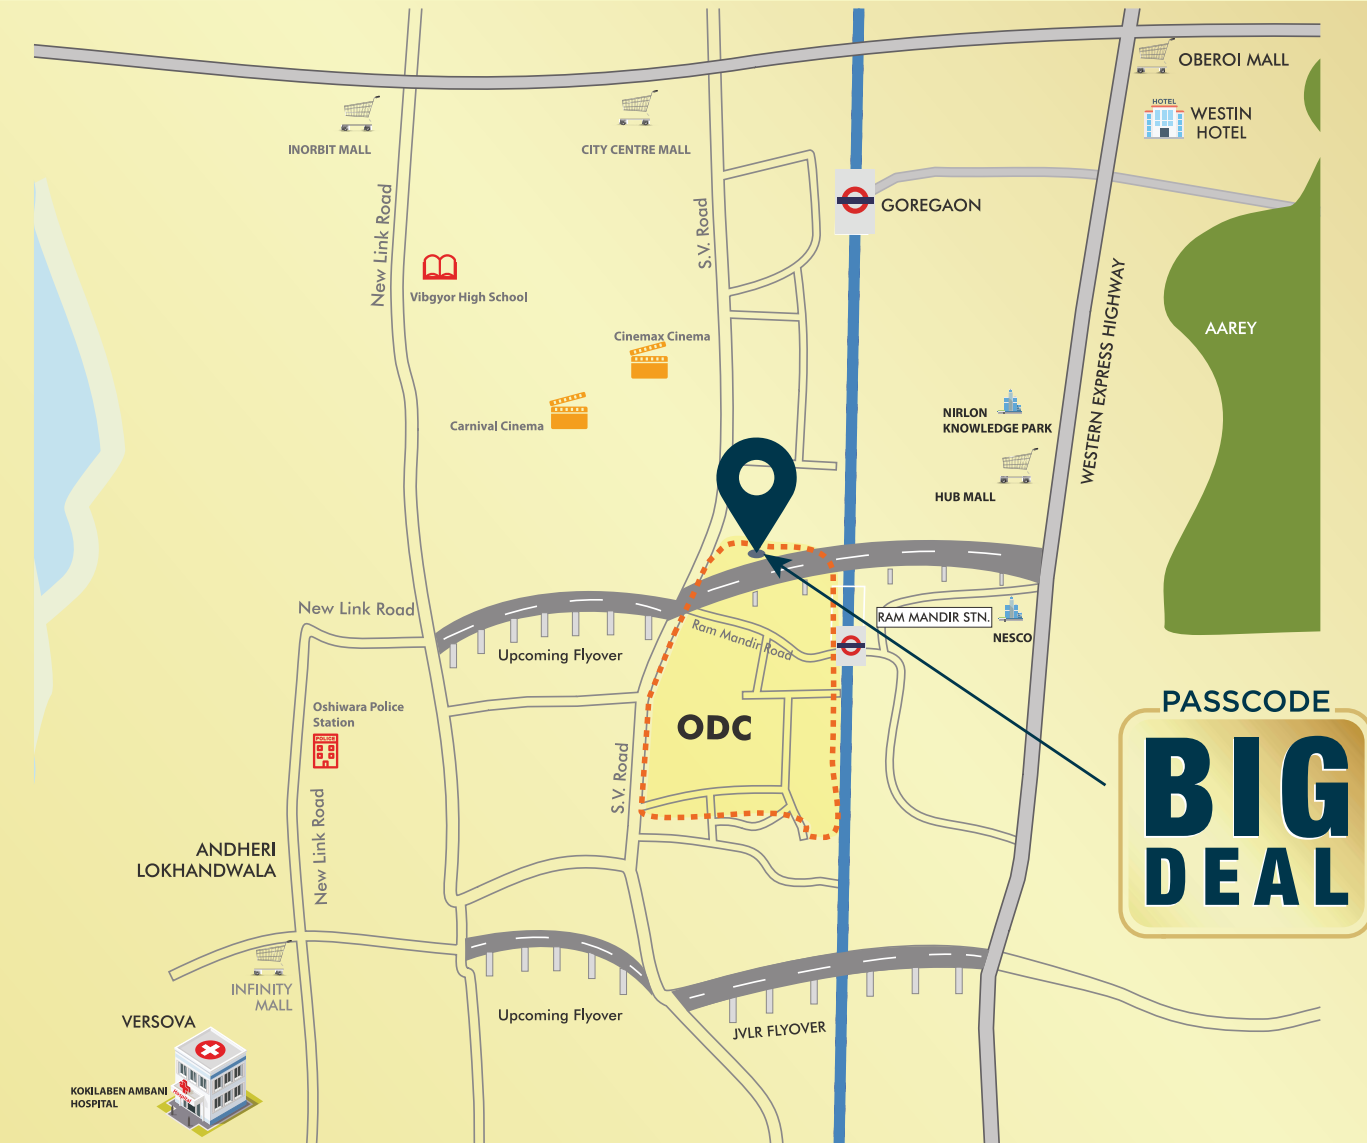 OBEROI MALL
HOTEL
WESTIN
HOTEL
INORBIT MALL
CITY CENTRE MALL
New Link Road
S.V. Road
GOREGAON
Vibgyor High School
WESTERN EXPRESS HIGHWAY
AAREY
Cinemax Cinema
Carnival Cinema
NIRLON
KNOWLEDGE PARK
HUB MALL
New Link Road
Upcoming Flyover
Ram Mandir Road
RAM MANDIR STN.
NESCO
Oshiwara Police
Station
POLICE
ODC
PASSCODE
BIG
DEAL
S.V. Road
New Link Road
ANDHERI
LOKHANDWALA
INFINITY
MALL
Upcoming Flyover
JVLR FLYOVER
VERSOVA
KOKILABEN AMBANI
HOSPITAL
Hospital